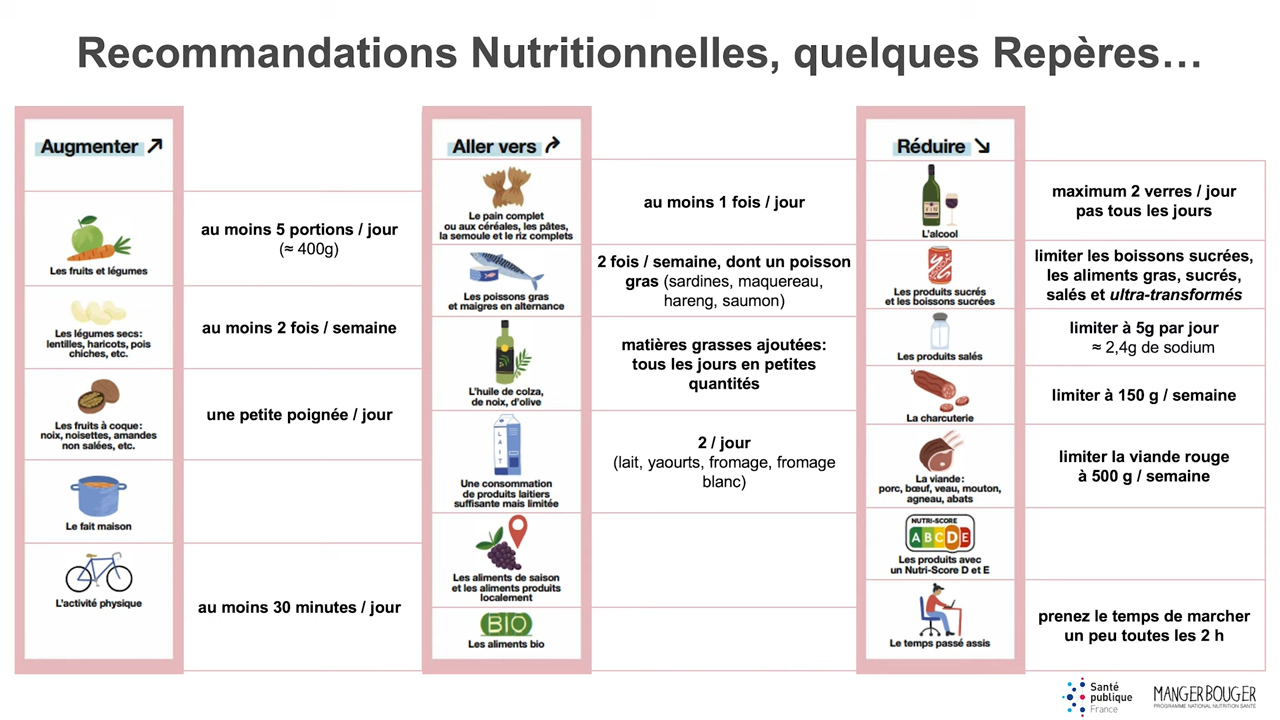 Recommandations Nutritionnelles, quelques Repères…
Augmenter
Les fruits et légumes
au moins 5 portions / jour
(≈ 400g)
Les légumes secs:
lentilles, haricots, pois
chiches, etc.
au moins 2 fois / semaine
Les fruits à coque:
noix, noisettes, amandes
non salées, etc.
une petite poignée / jour
Le fait maison
L'activité physique
au moins 30 minutes / jour
Aller vers
Le pain complet
ou aux céréales, les pâtes,
la semoule et le riz complets
au moins 1 fois / jour
Les poissons gras
et maigres en alternance
2 fois / semaine, dont un poisson
gras (sardines, maquereau,
hareng, saumon)
L'huile de colza,
de noix, d'olive
matières grasses ajoutées:
tous les jours en petites
quantités
LAIT
Une consommation
de produits laitiers
suffisante mais limitée
2 / jour
(lait, yaourts, fromage, fromage
blanc)
Les aliments de saison
et les aliments produits
localement
BIO
Les aliments bio
Réduire
L'alcool
maximum 2 verres / jour
pas tous les jours
Les produits sucrés
et les boissons sucrées
limiter les boissons sucrées,
les aliments gras, sucrés,
salés et ultra-transformés
Les produits salés
limiter à 5g par jour
≈ 2,4g de sodium
La charcuterie
limiter à 150 g / semaine
La viande:
porc, bœuf, veau, mouton,
agneau, abats
limiter la viande rouge
à 500 g / semaine
NUTRI-SCORE
A B C D E
Les produits avec
un Nutri-Score D et E
Le temps passé assis
prenez le temps de marcher
un peu toutes les 2 h
Santé
publique
France
MANGER BOUGER
PROGRAMME NATIONAL NUTRITION SANTÉ